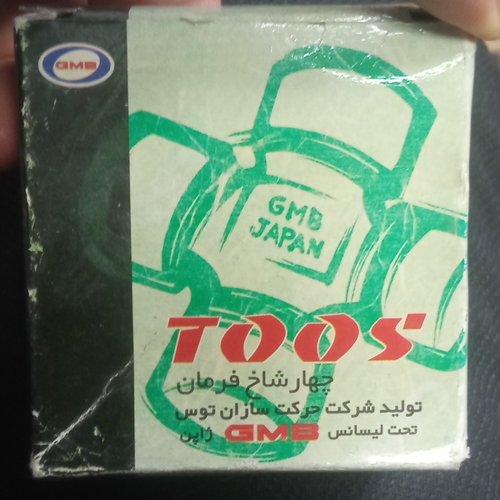 GMB
GMB
JAPAN
TOOS
چهار شاخ فرمان
تولید شرکت حرکت سازان توس
تحت لیسانس GMB ژاپن